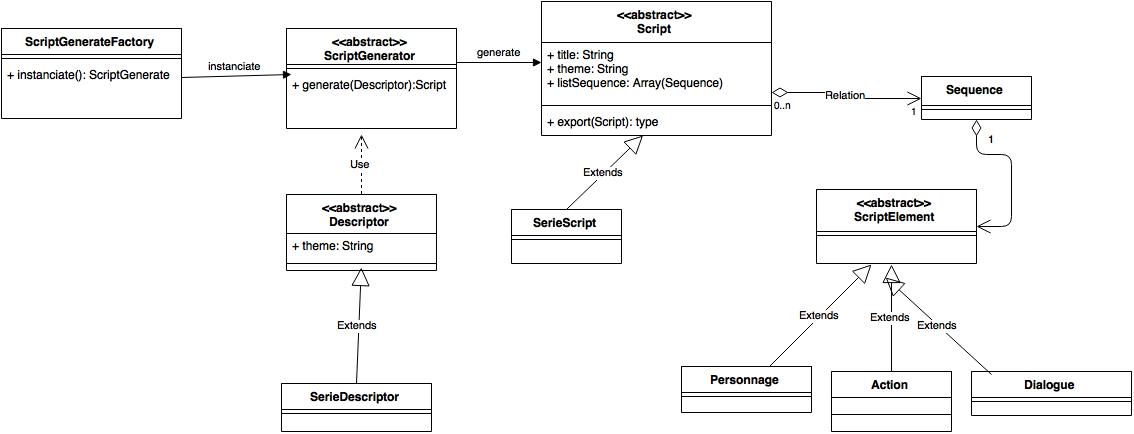 ScriptGenerateFactory
+ instanciate(): ScriptGenerate
instanciate
<<abstract>>
ScriptGenerator
+ generate(Descriptor):Script
generate
<<abstract>>
Script
+ title: String
+ theme: String
+ listSequence: Array(Sequence)
+ export(Script): type
0..n
Relation
1
Sequence
1
Use
<<abstract>>
Descriptor
+ theme: String
Extends
SerieDescriptor
Extends
SerieScript
<<abstract>>
ScriptElement
Extends
Extends
Extends
Personnage
Action
Dialogue